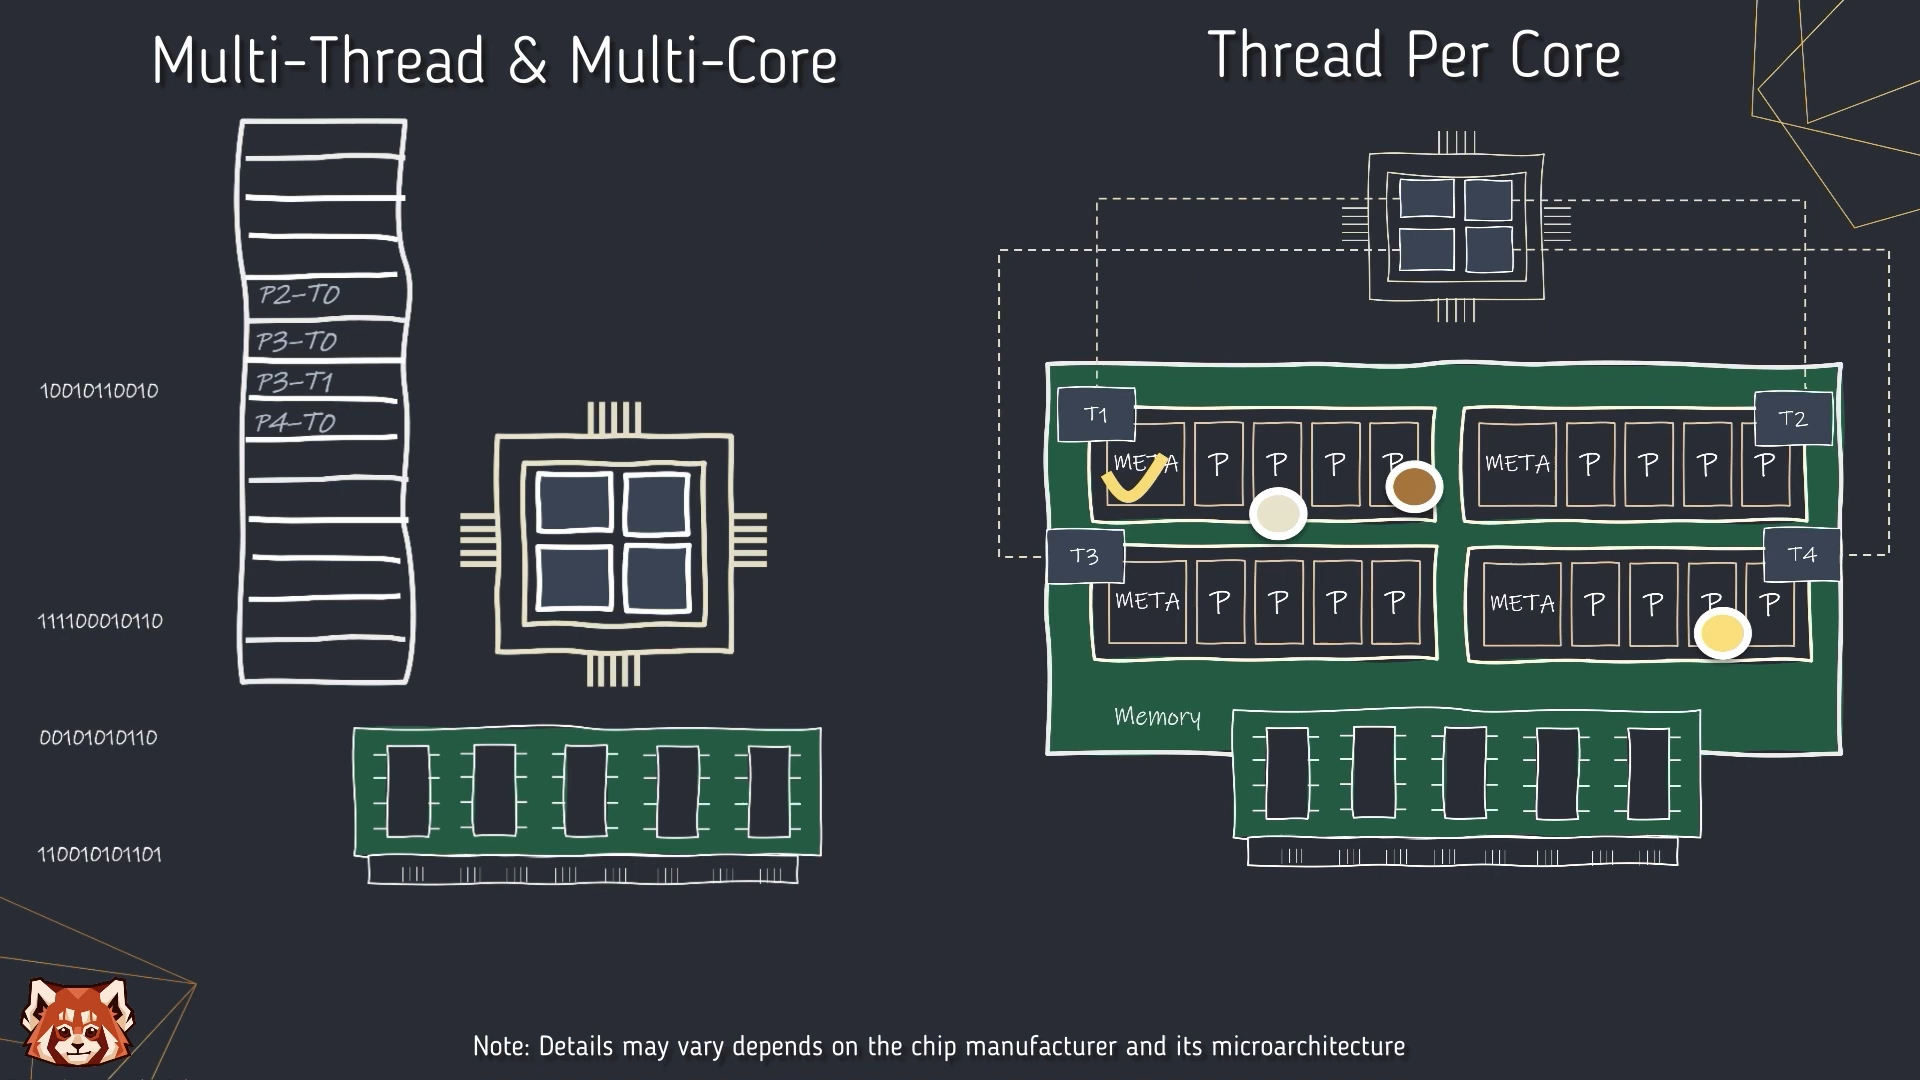 Multi-Thread & Multi-Core
P2-T0
P3-T0
P3-T1
P4-T0
10010110010
111100010110
00101010110
110010101101
Thread Per Core
T1
META P P P P
T2
META P P P P
T3
META P P P P
T4
META P P P P
Memory
Note: Details may vary depends on the chip manufacturer and its microarchitecture